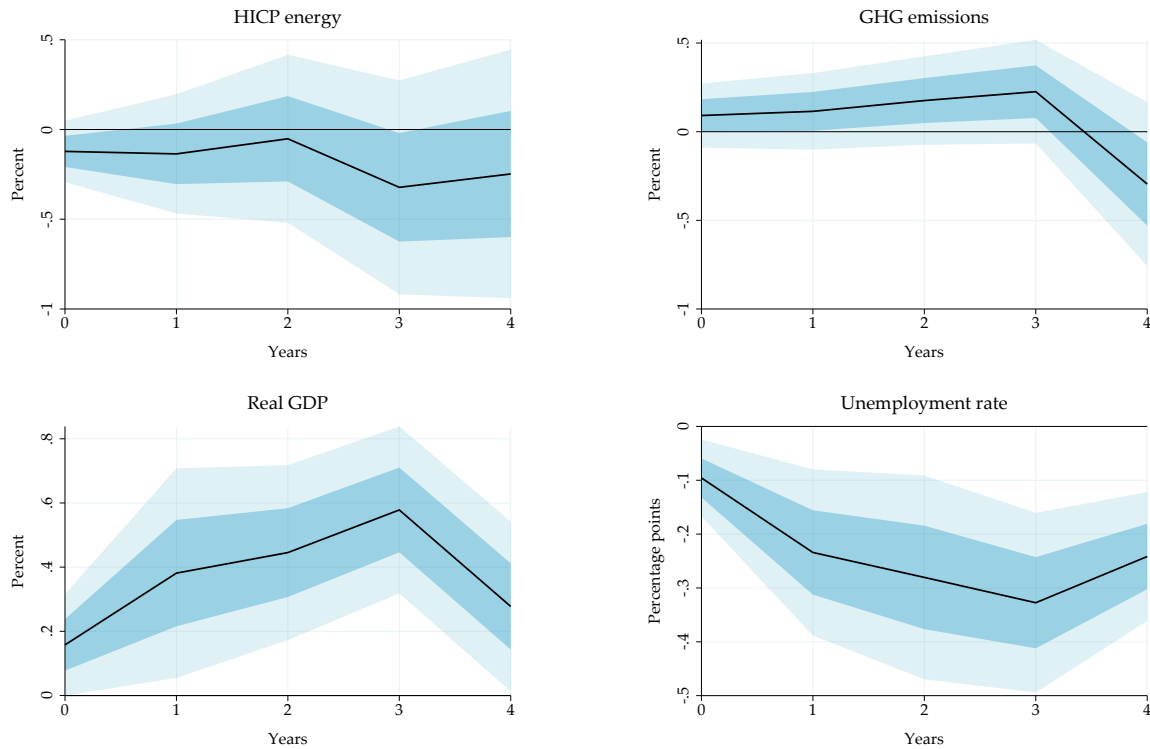 HICP energy
Percent
.5
0
-.5
-1
0 1 2 3 4
Years
GHG emissions
Percent
.5
0
-.5
-1
0 1 2 3 4
Years
Real GDP
Percent
.8
.6
.4
.2
0
0 1 2 3 4
Years
Unemployment rate
Percentage points
0
-.1
-.2
-.3
-.4
-.5
0 1 2 3 4
Years